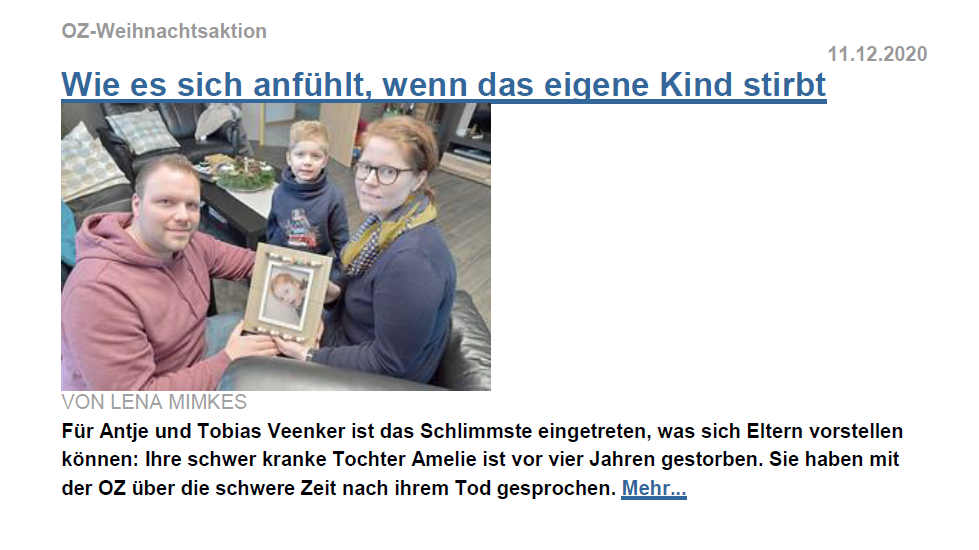 OZ-Weihnachtsaktion
11.12.2020
Wie es sich anfühlt, wenn das eigene Kind stirbt
VON LENA MIMKES
Für Antje und Tobias Veenker ist das Schlimmste eingetreten, was sich Eltern vorstellen
können: Ihre schwer kranke Tochter Amelie ist vor vier Jahren gestorben. Sie haben mit
der OZ über die schwere Zeit nach ihrem Tod gesprochen. Mehr...